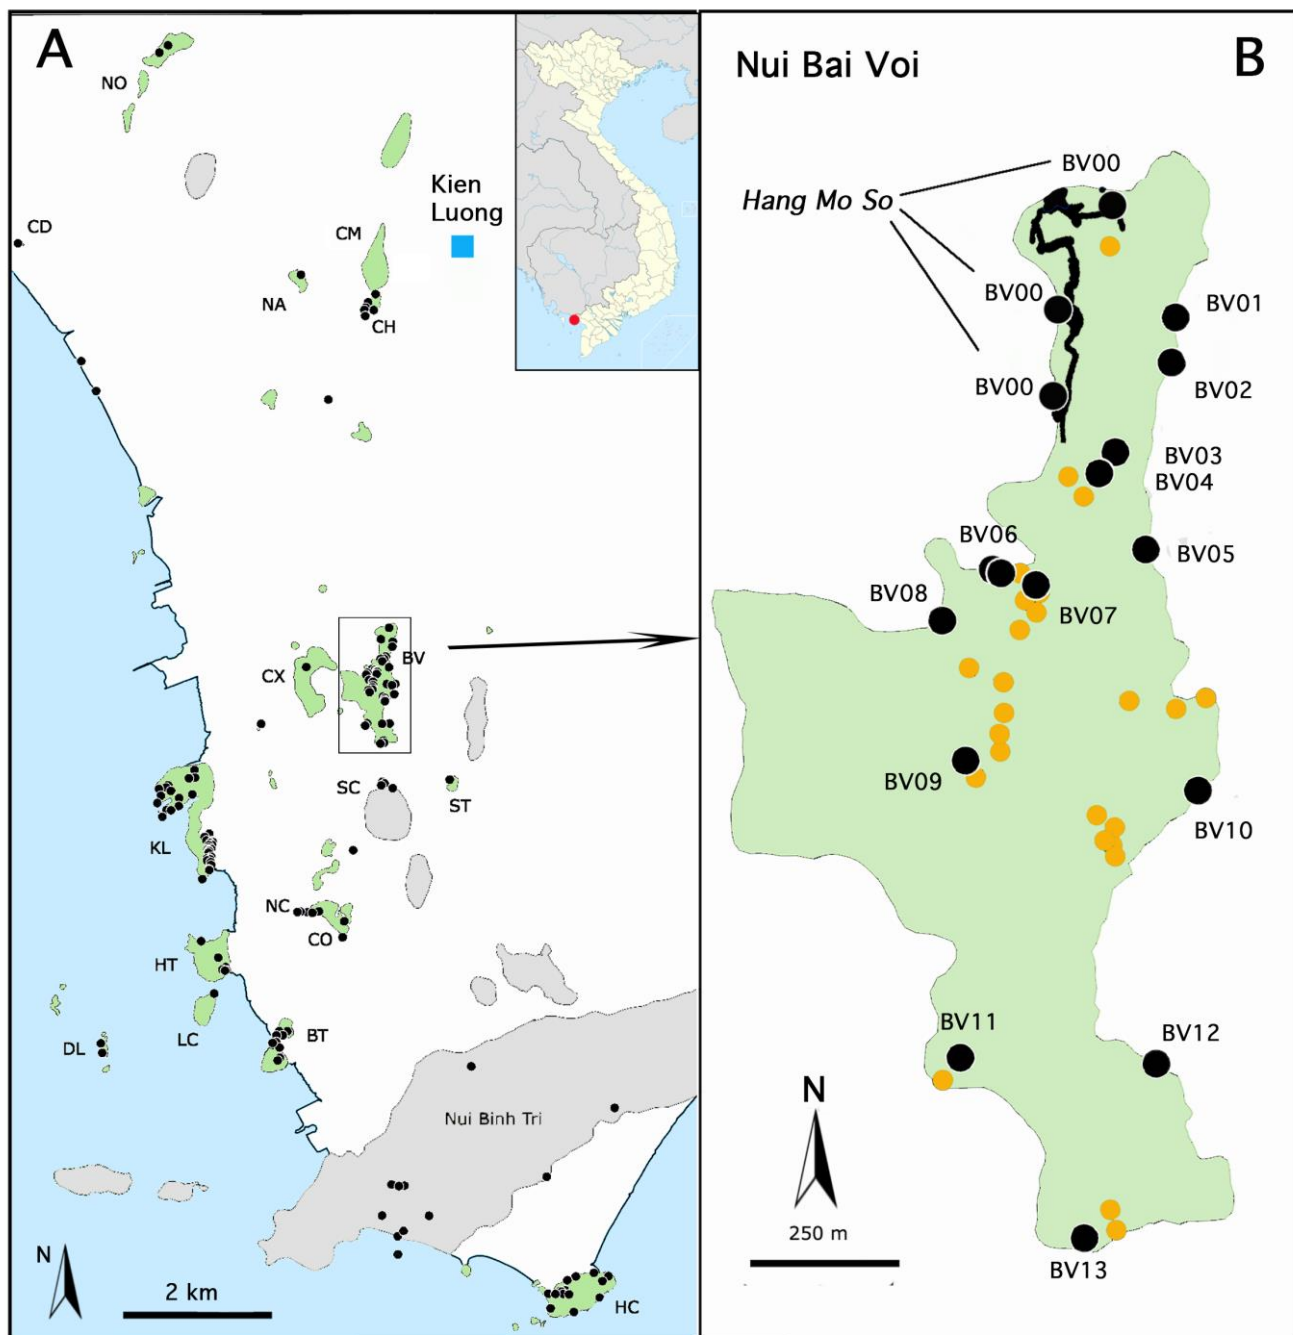 A
NO
Kien
Luong
CD
CM
NA
CH
CX
BV
SC
ST
KL
NC
CO
HT
LC
BT
DL
Nui Binh Tri
N
2 km
HC
Nui Bai Voi
B
BV00
Hang Mo So
BV00
BV01
BV02
BV00
BV03
BV04
BV06
BV05
BV08
BV07
BV09
BV10
BV11
BV12
N
250 m
BV13